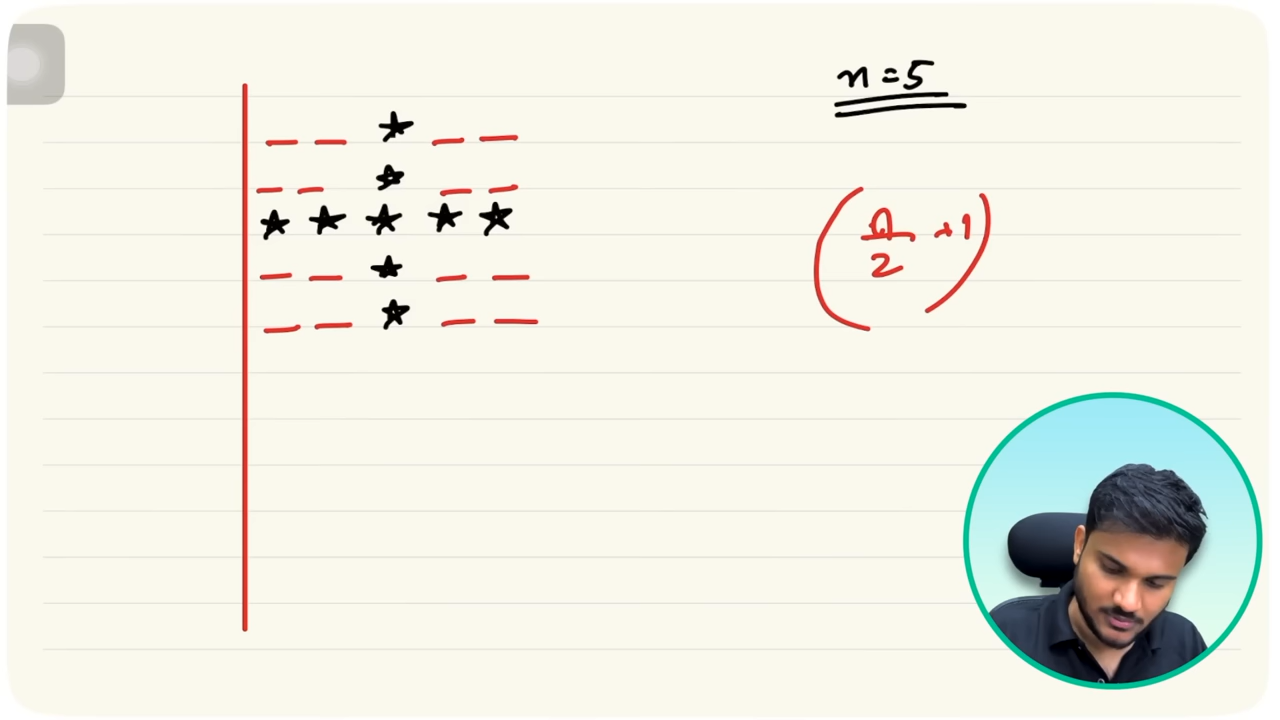 n = 5
★
★
★ ★ ★ ★ ★
★
★
(n/2 + 1)